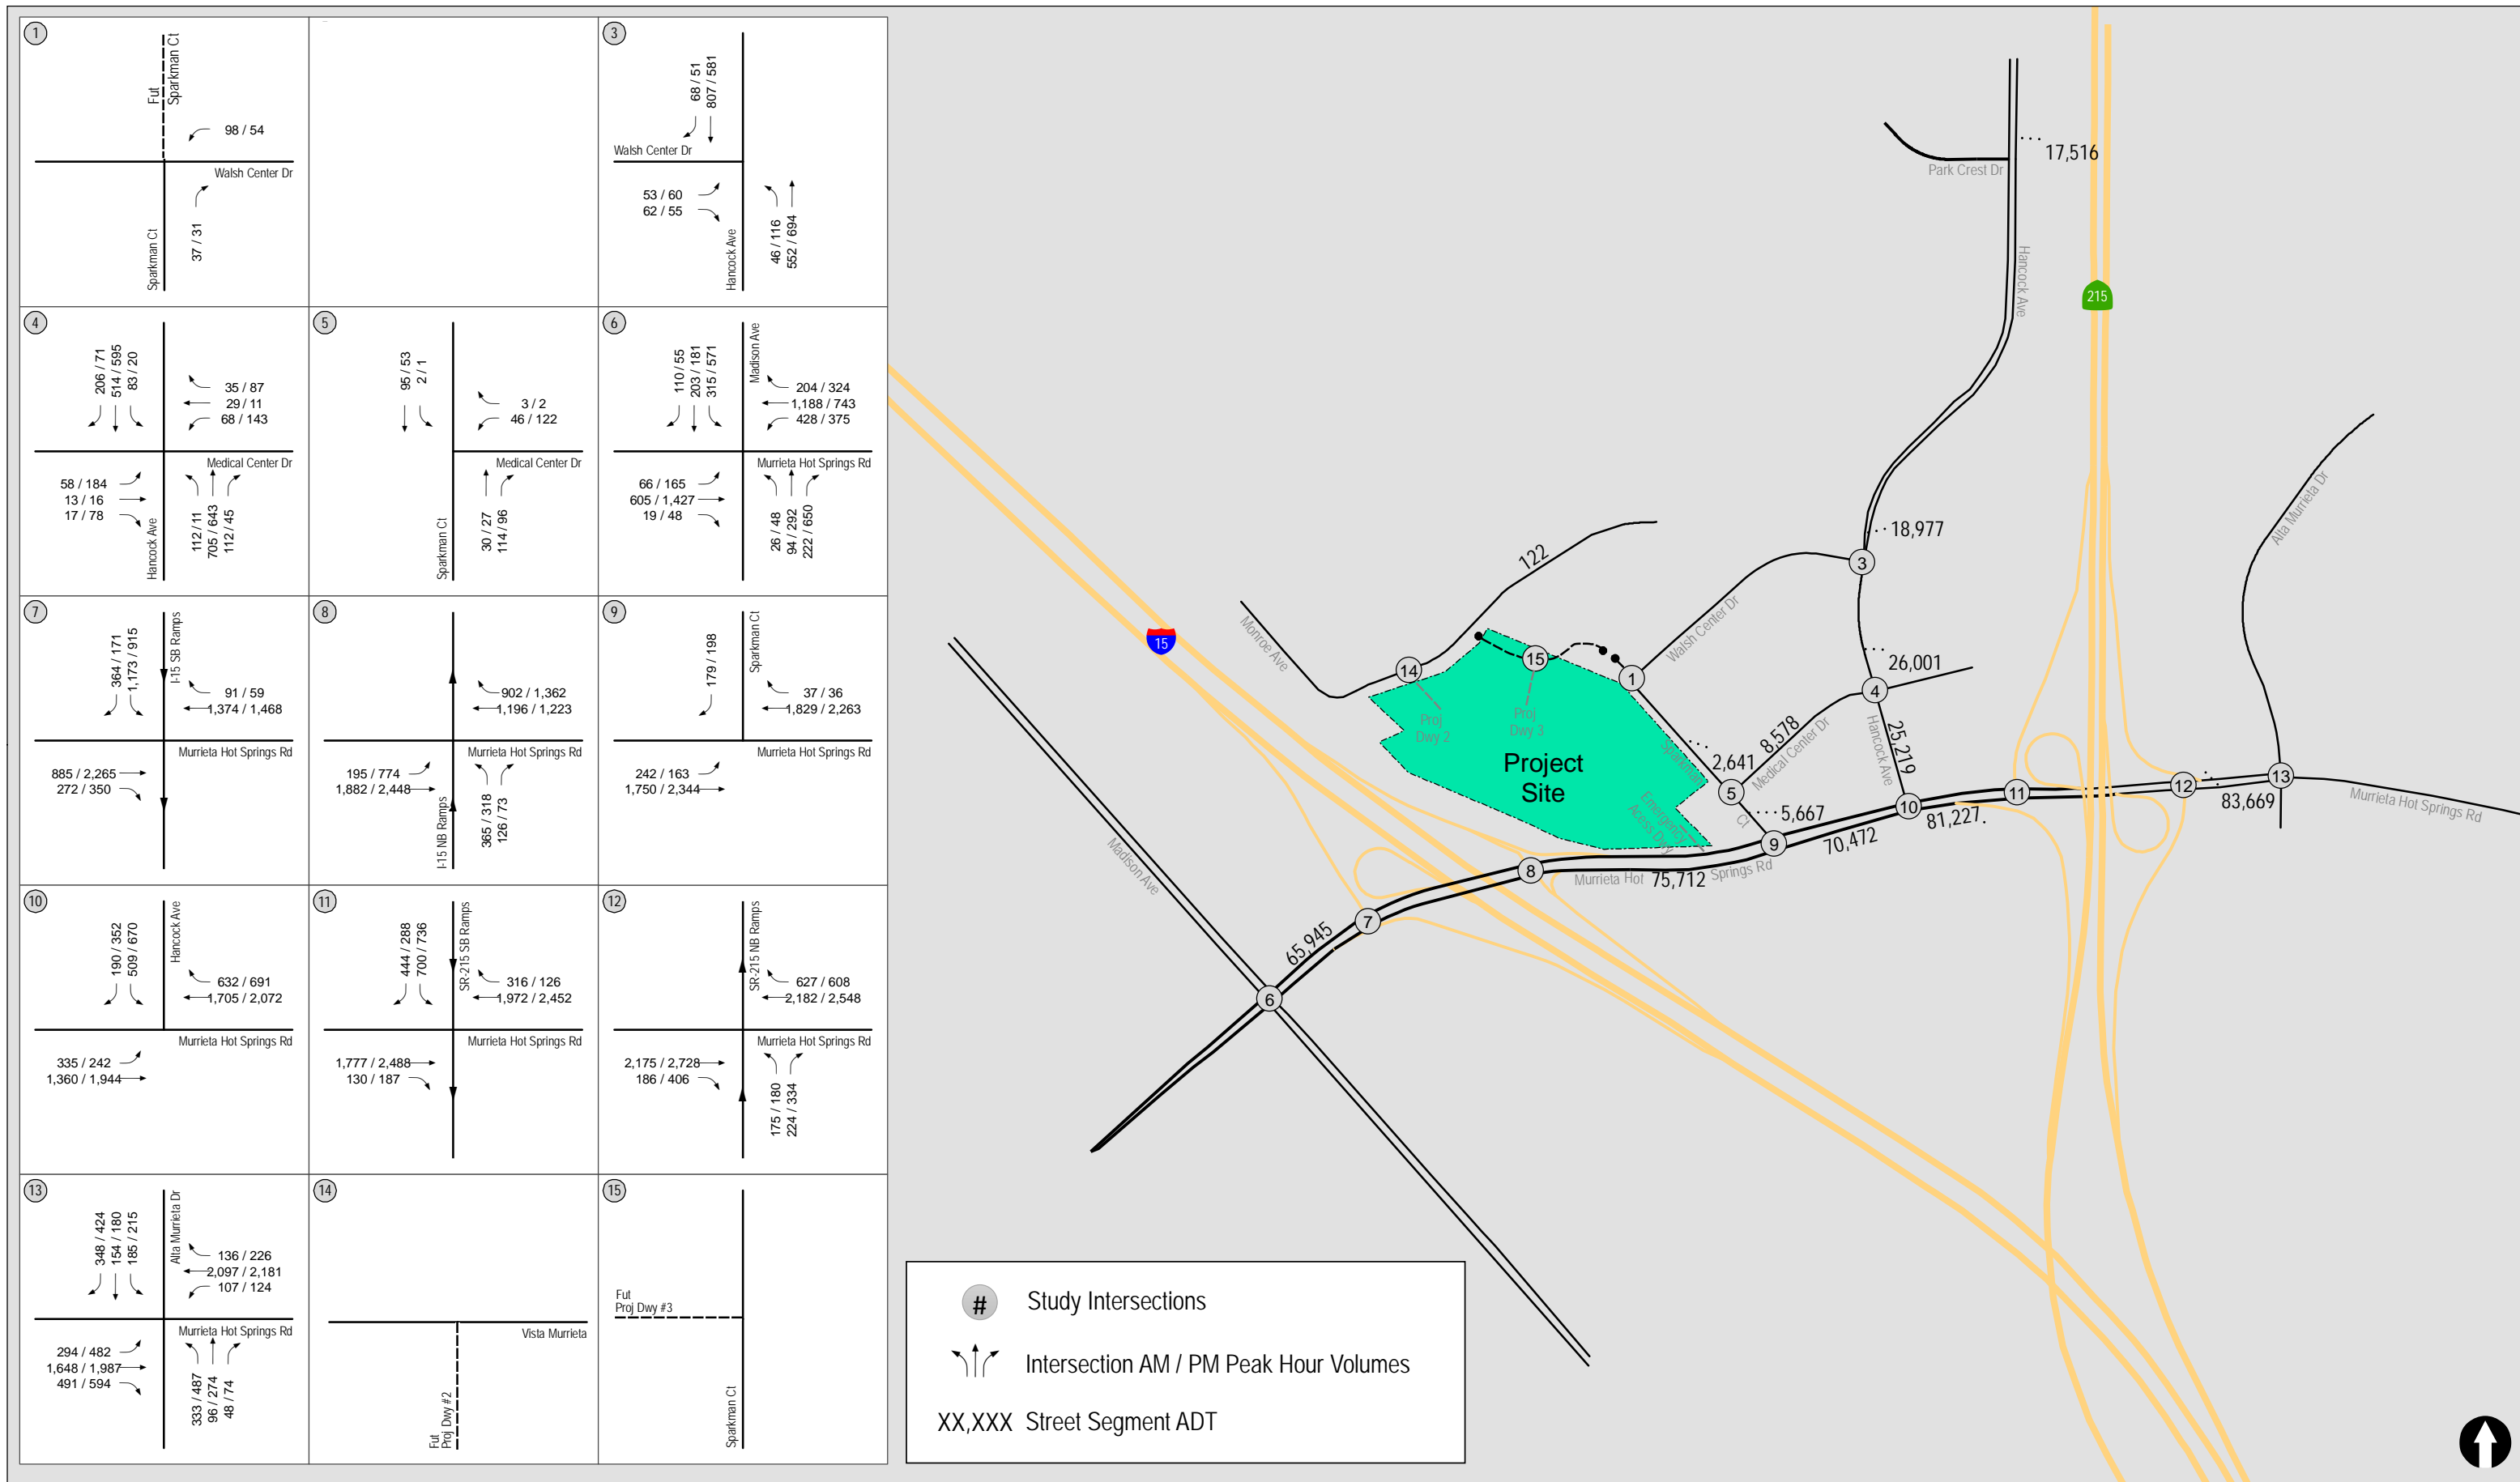 1
Fut
Sparkman Ct
98 / 54
Walsh Center Dr
Sparkman Ct
37 / 31
3
68 / 51
807 / 581
Walsh Center Dr
53 / 60
62 / 55
Hancock Ave
46 / 116
552 / 694
4
206 / 71
514 / 595
83 / 20
35 / 87
29 / 11
68 / 143
Medical Center Dr
58 / 184
13 / 16
17 / 78
Hancock Ave
112 / 11
705 / 643
112 / 45
5
95 / 53
2 / 1
3 / 2
46 / 122
Medical Center Dr
Sparkman Ct
30 / 27
114 / 96
6
110 / 55
203 / 181
315 / 571
Madison Ave
204 / 324
1,188 / 743
428 / 375
Murrieta Hot Springs Rd
66 / 165
605 / 1,427
19 / 48
26 / 48
94 / 292
222 / 650
7
364 / 171
1,173 / 915
I-15 SB Ramps
91 / 59
1,374 / 1,468
Murrieta Hot Springs Rd
885 / 2,265
272 / 350
8
902 / 1,362
1,196 / 1,223
Murrieta Hot Springs Rd
195 / 774
1,882 / 2,448
I-15 NB Ramps
365 / 318
126 / 73
9
179 / 198
Sparkman Ct
37 / 36
1,829 / 2,263
Murrieta Hot Springs Rd
242 / 163
1,750 / 2,344
10
190 / 352
509 / 670
Hancock Ave
632 / 691
1,705 / 2,072
Murrieta Hot Springs Rd
335 / 242
1,360 / 1,944
11
444 / 288
700 / 736
SR-215 SB Ramps
316 / 126
1,972 / 2,452
Murrieta Hot Springs Rd
1,777 / 2,488
130 / 187
12
SR-215 NB Ramps
627 / 608
2,182 / 2,548
Murrieta Hot Springs Rd
2,175 / 2,728
186 / 406
175 / 180
224 / 334
13
348 / 424
154 / 180
185 / 215
Alta Murrieta Dr
136 / 226
2,097 / 2,181
107 / 124
Murrieta Hot Springs Rd
294 / 482
1,648 / 1,987
491 / 594
333 / 487
96 / 274
48 / 74
14
Vista Murrieta
Fut
Proj Dwy #2
15
Fut
Proj Dwy #3
Sparkman Ct
17,516
Park Crest Dr
Hancock Ave
215
18,977
3
122
Alta Murrieta Dr
Monroe Ave
15
Walsh Center Dr
14
15
1
26,001
4
Proj
Dwy 2
Proj
Dwy 3
Project
Site
Sparkman
Ct
2,641
8,578
Medical Center Dr
Hancock Ave
25,219
5
5,667
Emergency
Acess Dwy
9
10
11
12
13
83,669
81,227.
70,472
Murrieta Hot Springs Rd
8
Murrieta Hot
75,712
Springs Rd
7
65,945
Madison Ave
6
# Study Intersections
Intersection AM / PM Peak Hour Volumes
XX,XXX Street Segment ADT